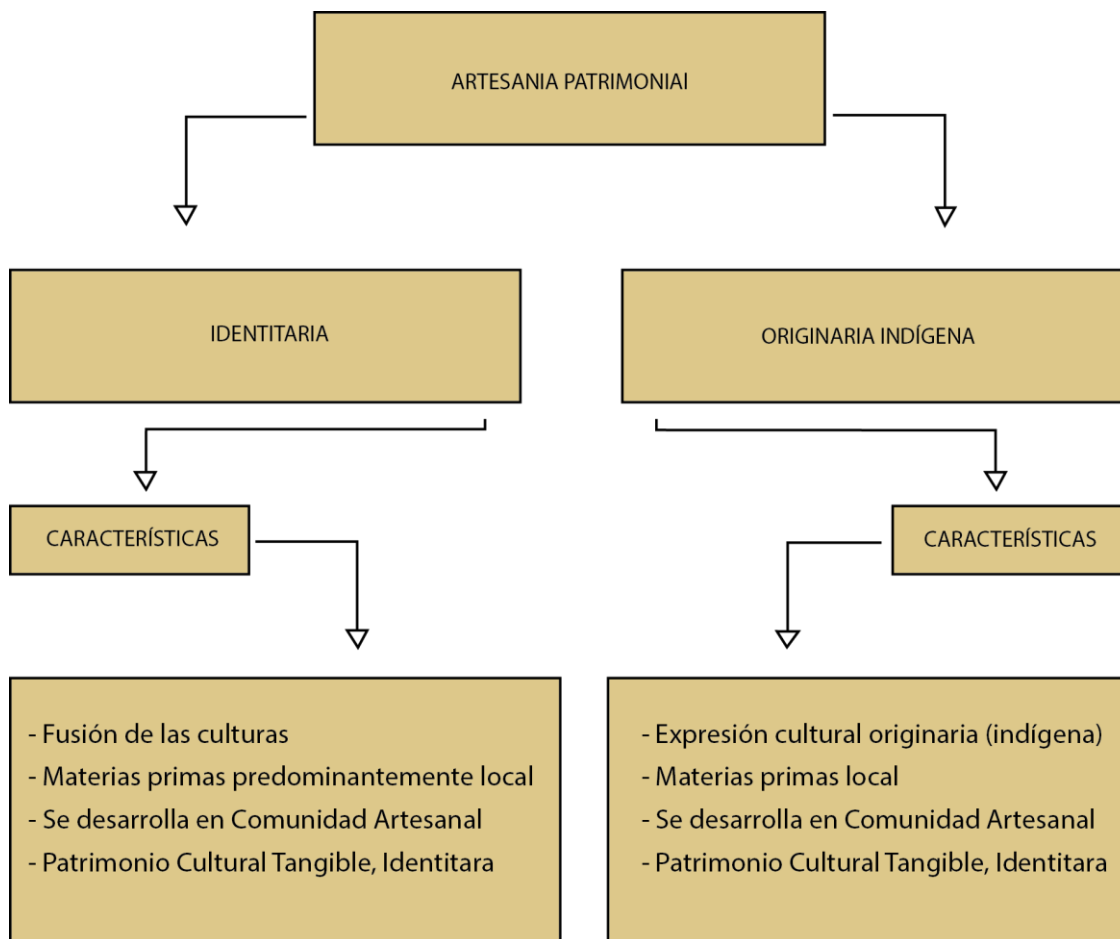 ARTESANIA PATRIMONIAl
IDENTITARIA
ORIGINARIA INDÍGENA
CARACTERÍSTICAS
CARACTERÍSTICAS
- Fusión de las culturas
- Materias primas predominantemente local
- Se desarrolla en Comunidad Artesanal
- Patrimonio Cultural Tangible, Identitara
- Expresión cultural originaria (indígena)
- Materias primas local
- Se desarrolla en Comunidad Artesanal
- Patrimonio Cultural Tangible, Identitara